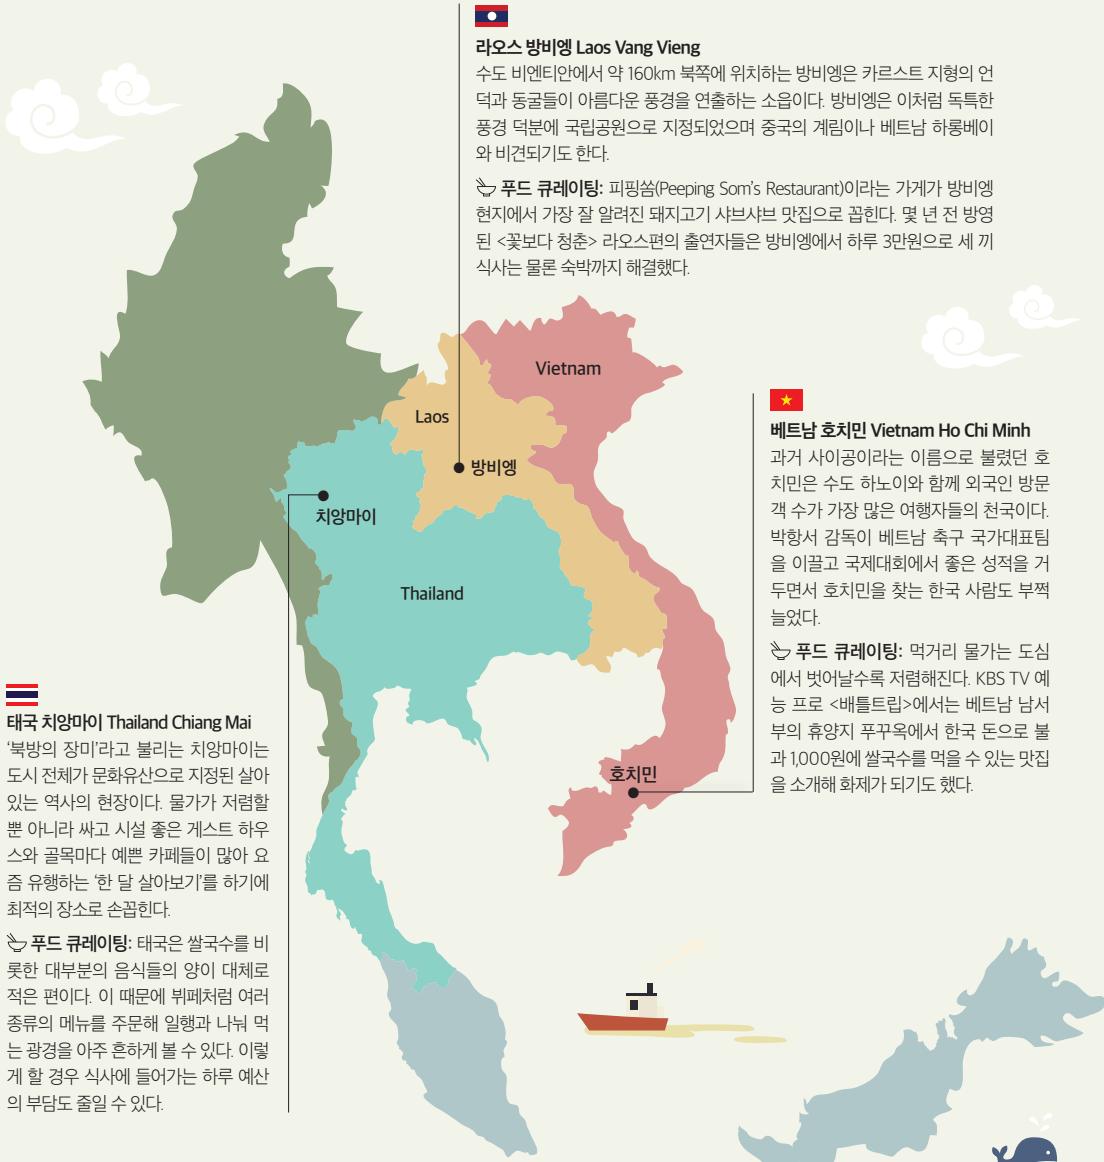 라오스 방비엥 Laos Vang Vieng
수도 비엔티안에서 약 160km 북쪽에 위치하는 방비엥은 카르스트 지형의 언
덕과 동굴들이 아름다운 풍경을 연출하는 소읍이다. 방비엥은 이처럼 독특한
풍경 덕분에 국립공원으로 지정되었으며 중국의 계림이나 베트남 하롱베이
와 비견되기도 한다.
푸드 큐레이팅: 피핑쏨(Peeping Som's Restaurant)이라는 가게가 방비엥
현지에서 가장 잘 알려진 돼지고기 샤브샤브 맛집으로 꼽힌다. 몇 년 전 방영
된 <꽃보다 청춘> 라오스편의 출연자들은 방비엥에서 하루 3만원으로 세 끼
식사는 물론 숙박까지 해결했다.
Vietnam
Laos
방비엥
치앙마이
Thailand
호치민
베트남 호치민 Vietnam Ho Chi Minh
과거 사이공이라는 이름으로 불렸던 호
치민은 수도 하노이와 함께 외국인 방문
객 수가 가장 많은 여행자들의 천국이다.
박항서 감독이 베트남 축구 국가대표팀
을 이끌고 국제대회에서 좋은 성적을 거
두면서 호치민을 찾는 한국 사람도 부쩍
늘었다.
푸드 큐레이팅: 먹거리 물가는 도심
에서 벗어날수록 저렴해진다. KBS TV 예
능 프로 <배틀트립>에서는 베트남 남서
부의 휴양지 푸꾸옥에서 한국 돈으로 불
과 1,000원에 쌀국수를 먹을 수 있는 맛집
을 소개해 화제가 되기도 했다.
태국 치앙마이 Thailand Chiang Mai
‘북방의 장미’라고 불리는 치앙마이는
도시 전체가 문화유산으로 지정된 살아
있는 역사의 현장이다. 물가가 저렴할
뿐 아니라 싸고 시설 좋은 게스트 하우
스와 골목마다 예쁜 카페들이 많아 요
즘 유행하는 ‘한 달 살아보기’를 하기에
최적의 장소로 손꼽힌다.
푸드 큐레이팅: 태국은 쌀국수를 비
롯한 대부분의 음식들의 양이 대체로
적은 편이다. 이 때문에 뷔페처럼 여러
종류의 메뉴를 주문해 일행과 나눠 먹
는 광경을 아주 흔하게 볼 수 있다. 이렇
게 할 경우 식사에 들어가는 하루 예산
의 부담도 줄일 수 있다.